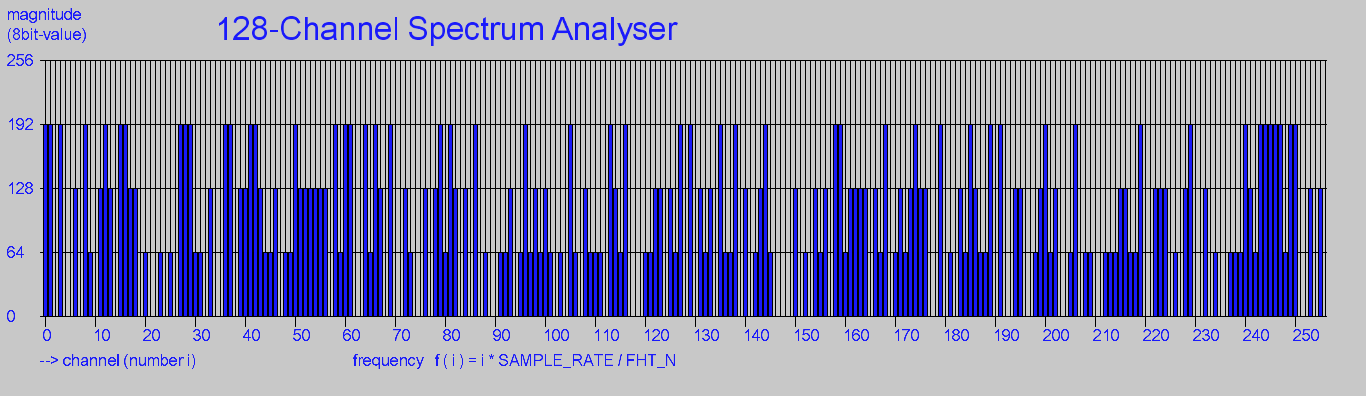 magnitude
(8bit-value)
128-Channel Spectrum Analyser
256
192
128
64
0
0 10 20 30 40 50 60 70 80 90 100 110 120 130 140 150 160 170 180 190 200 210 220 230 240 250
--> channel (number i)
frequency f ( i ) = i * SAMPLE_RATE / FHT_N